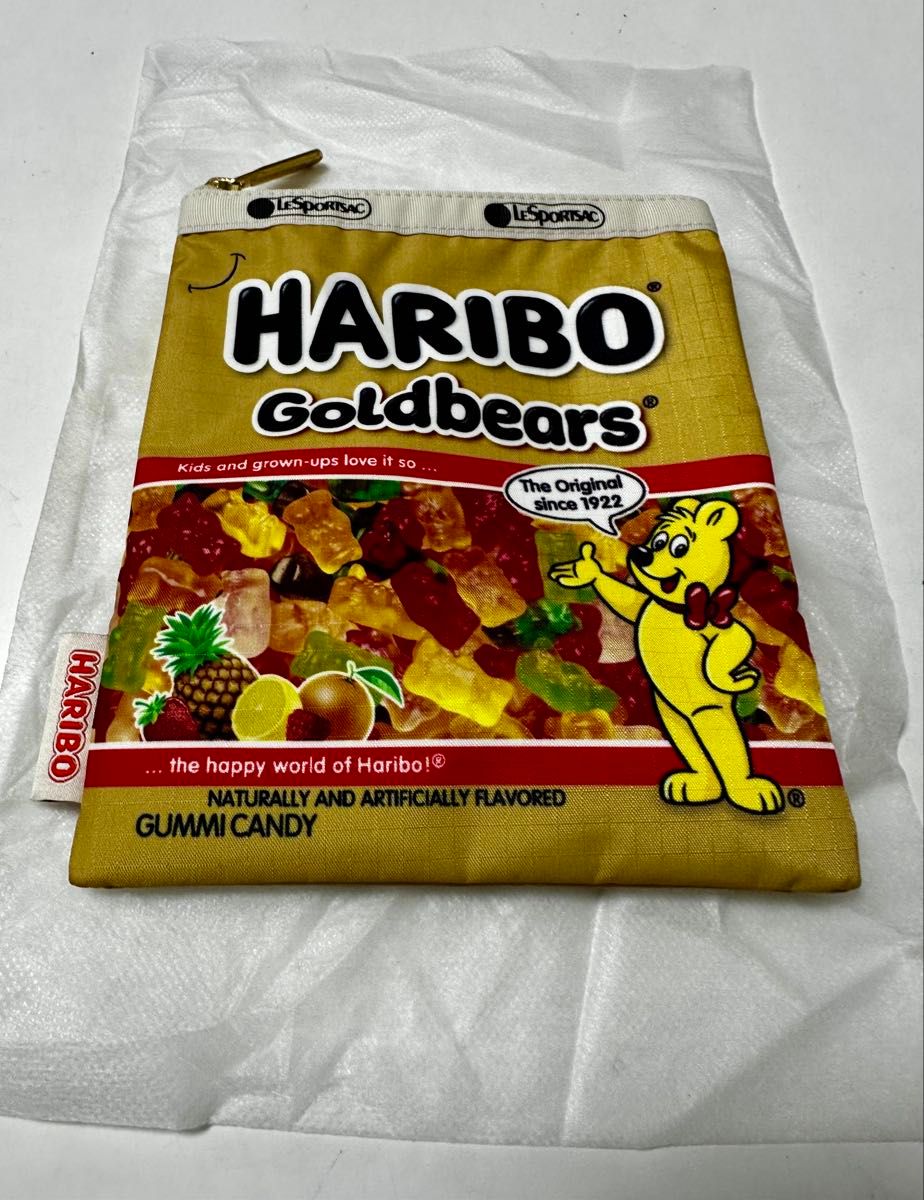 LESPORTSAC LESPORTSAC
HARIBO®
Goldbears®
Kids and grown-ups love it so ...
The Original
since 1922
HARIBO
... the happy world of Haribo!®
®
NATURALLY AND ARTIFICIALLY FLAVORED
GUMMI CANDY